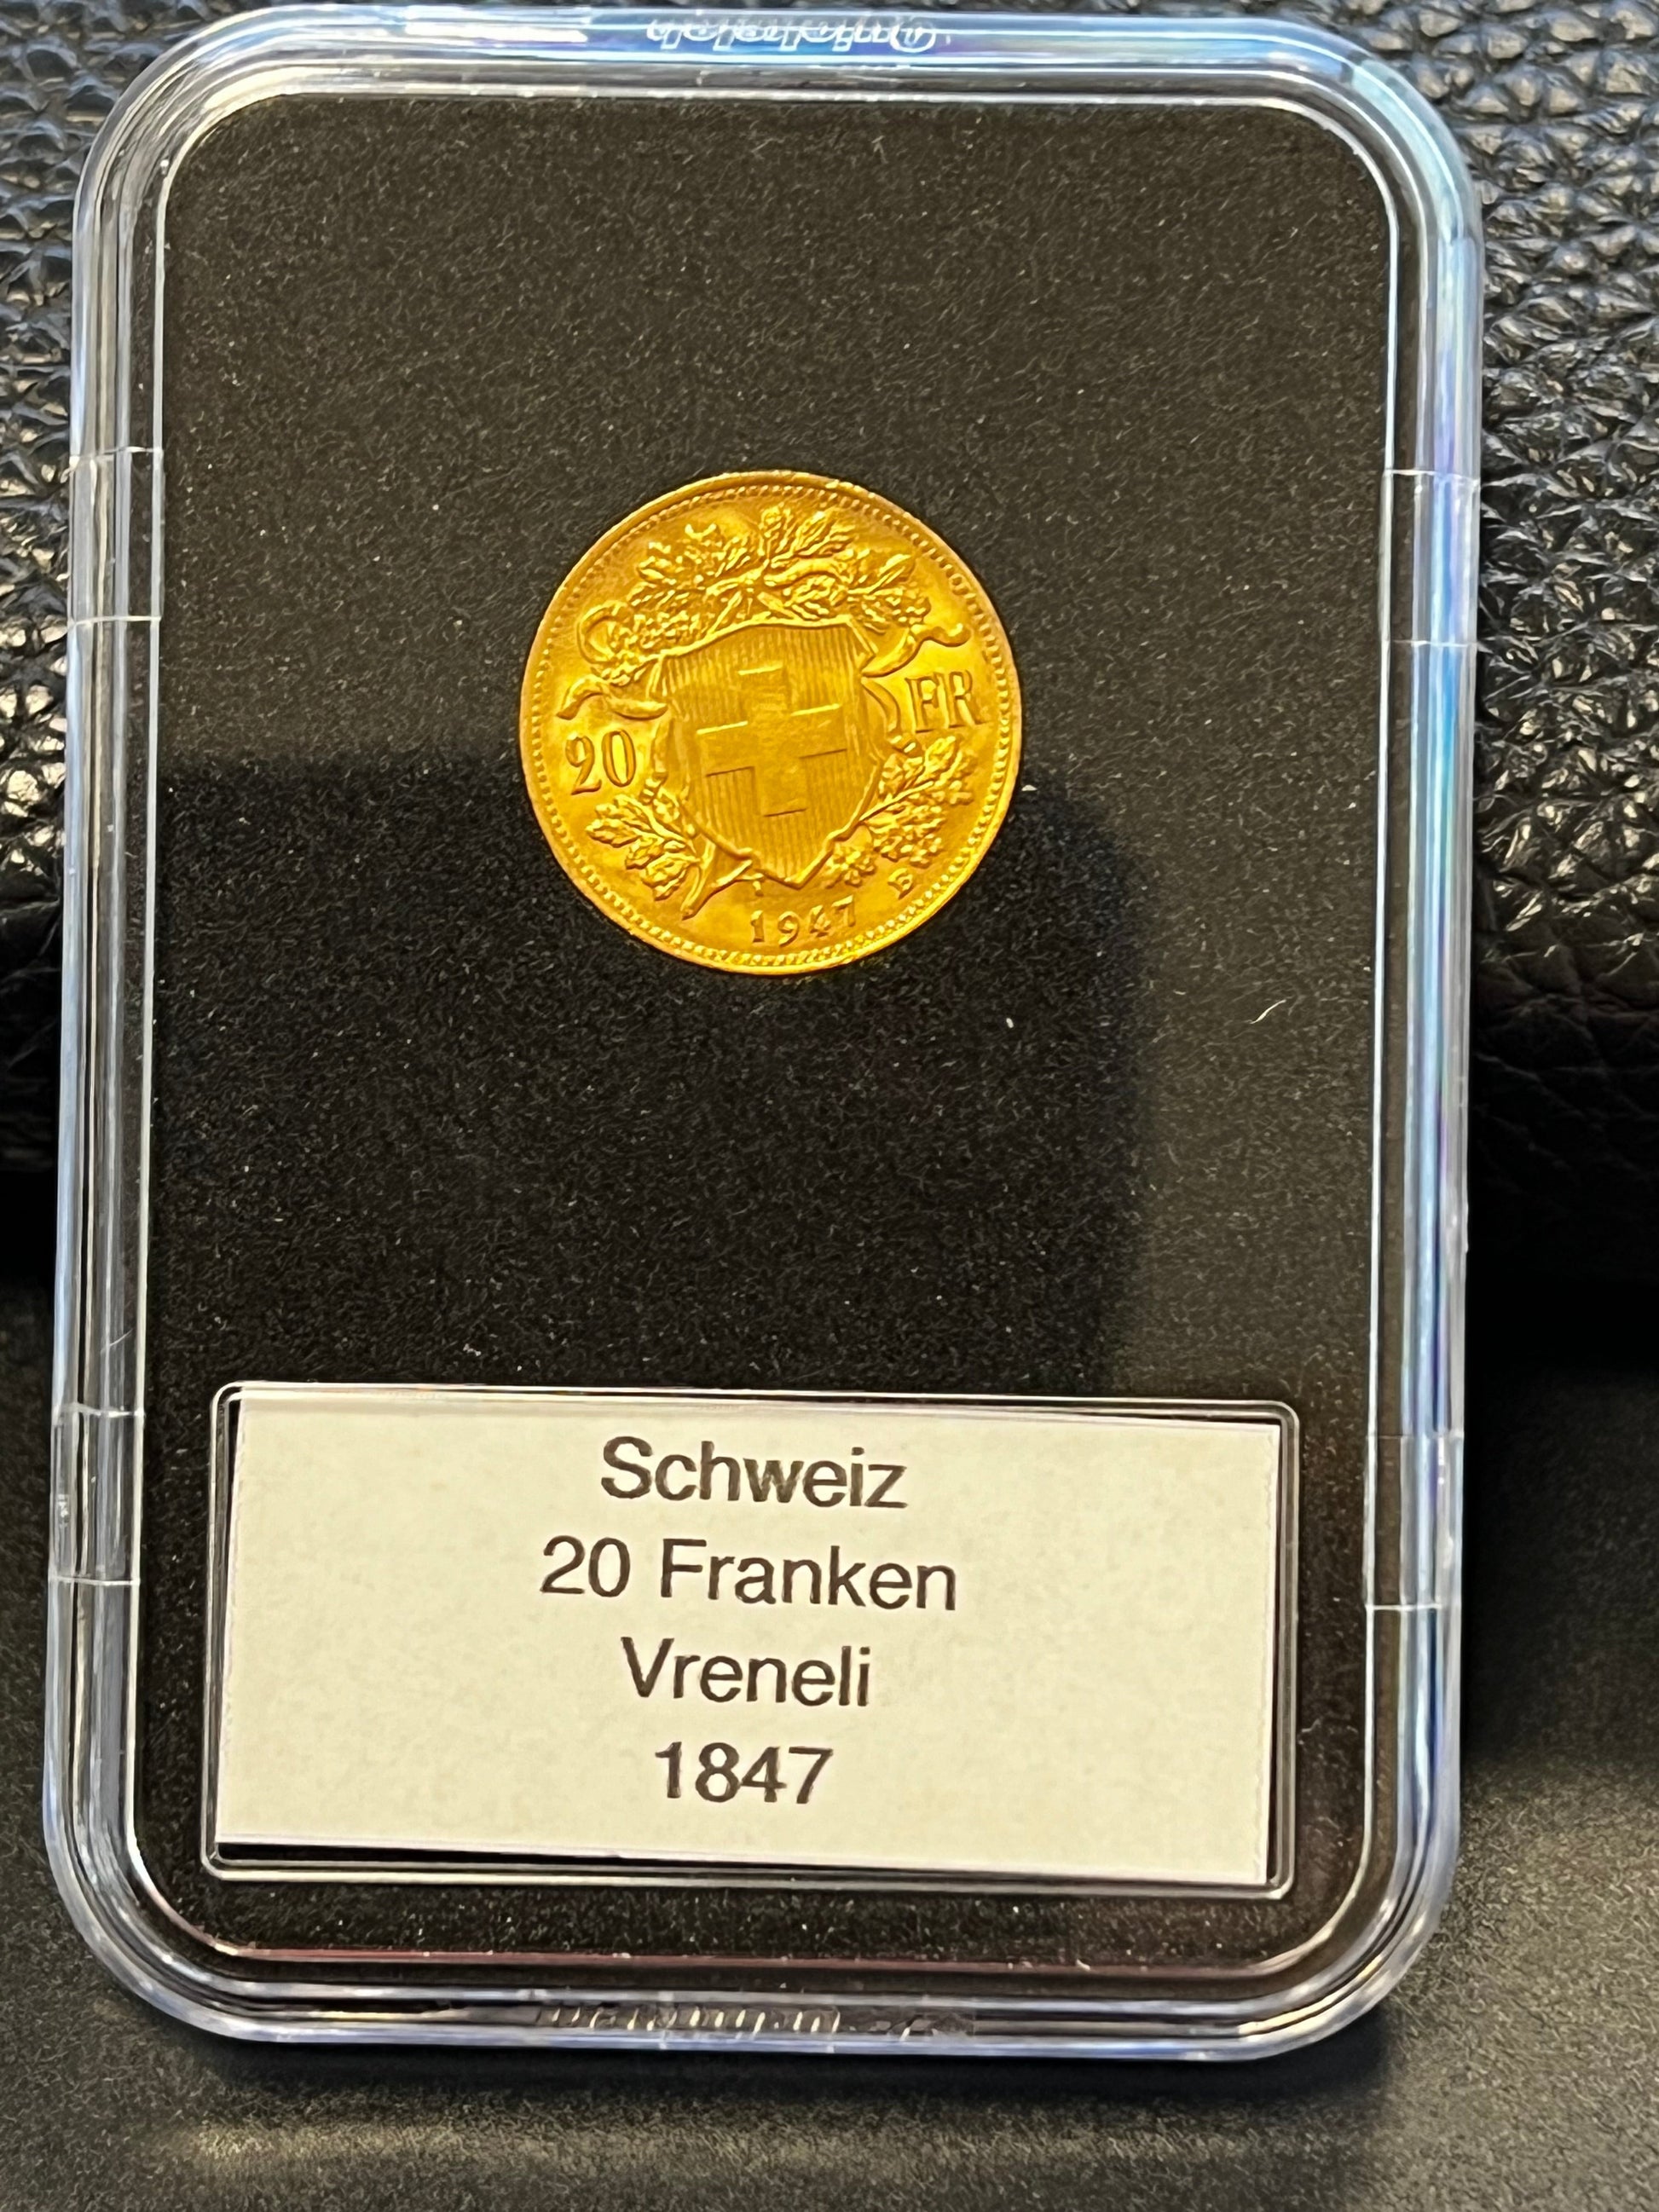 20
FR
1947 B
Schweiz
20 Franken
Vreneli
1847